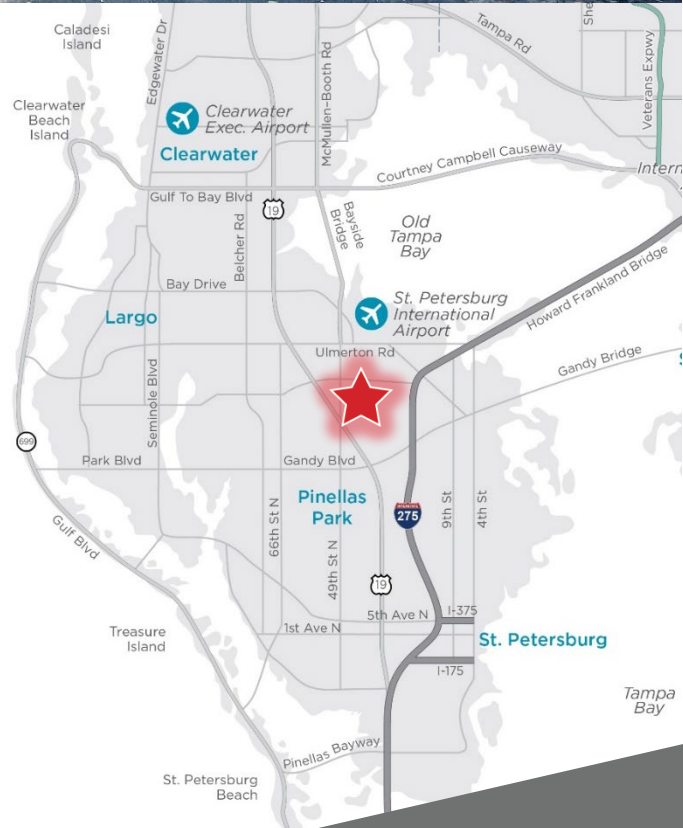 Caladesi
Island
Edgewater Dr
McMullen-Booth Rd
Tampa Rd
Veterans Expwy
Clearwater
Beach
Island
Clearwater
Exec. Airport
Clearwater
Courtney Campbell Causeway
Gulf To Bay Blvd
19
Belcher Rd
Bayside
Bridge
Old
Tampa
Bay
Bay Drive
Largo
St. Petersburg
International
Airport
Howard Frankland Bridge
Ulmerton Rd
Gandy Bridge
Seminole Blvd
699
Park Blvd
Gandy Blvd
Pinellas
Park
275
66th St N
49th St N
9th St
4th St
Gulf Blvd
19
5th Ave N
I-375
1st Ave N
Treasure
Island
St. Petersburg
I-175
Tampa
Bay
Pinellas Bayway
St. Petersburg
Beach